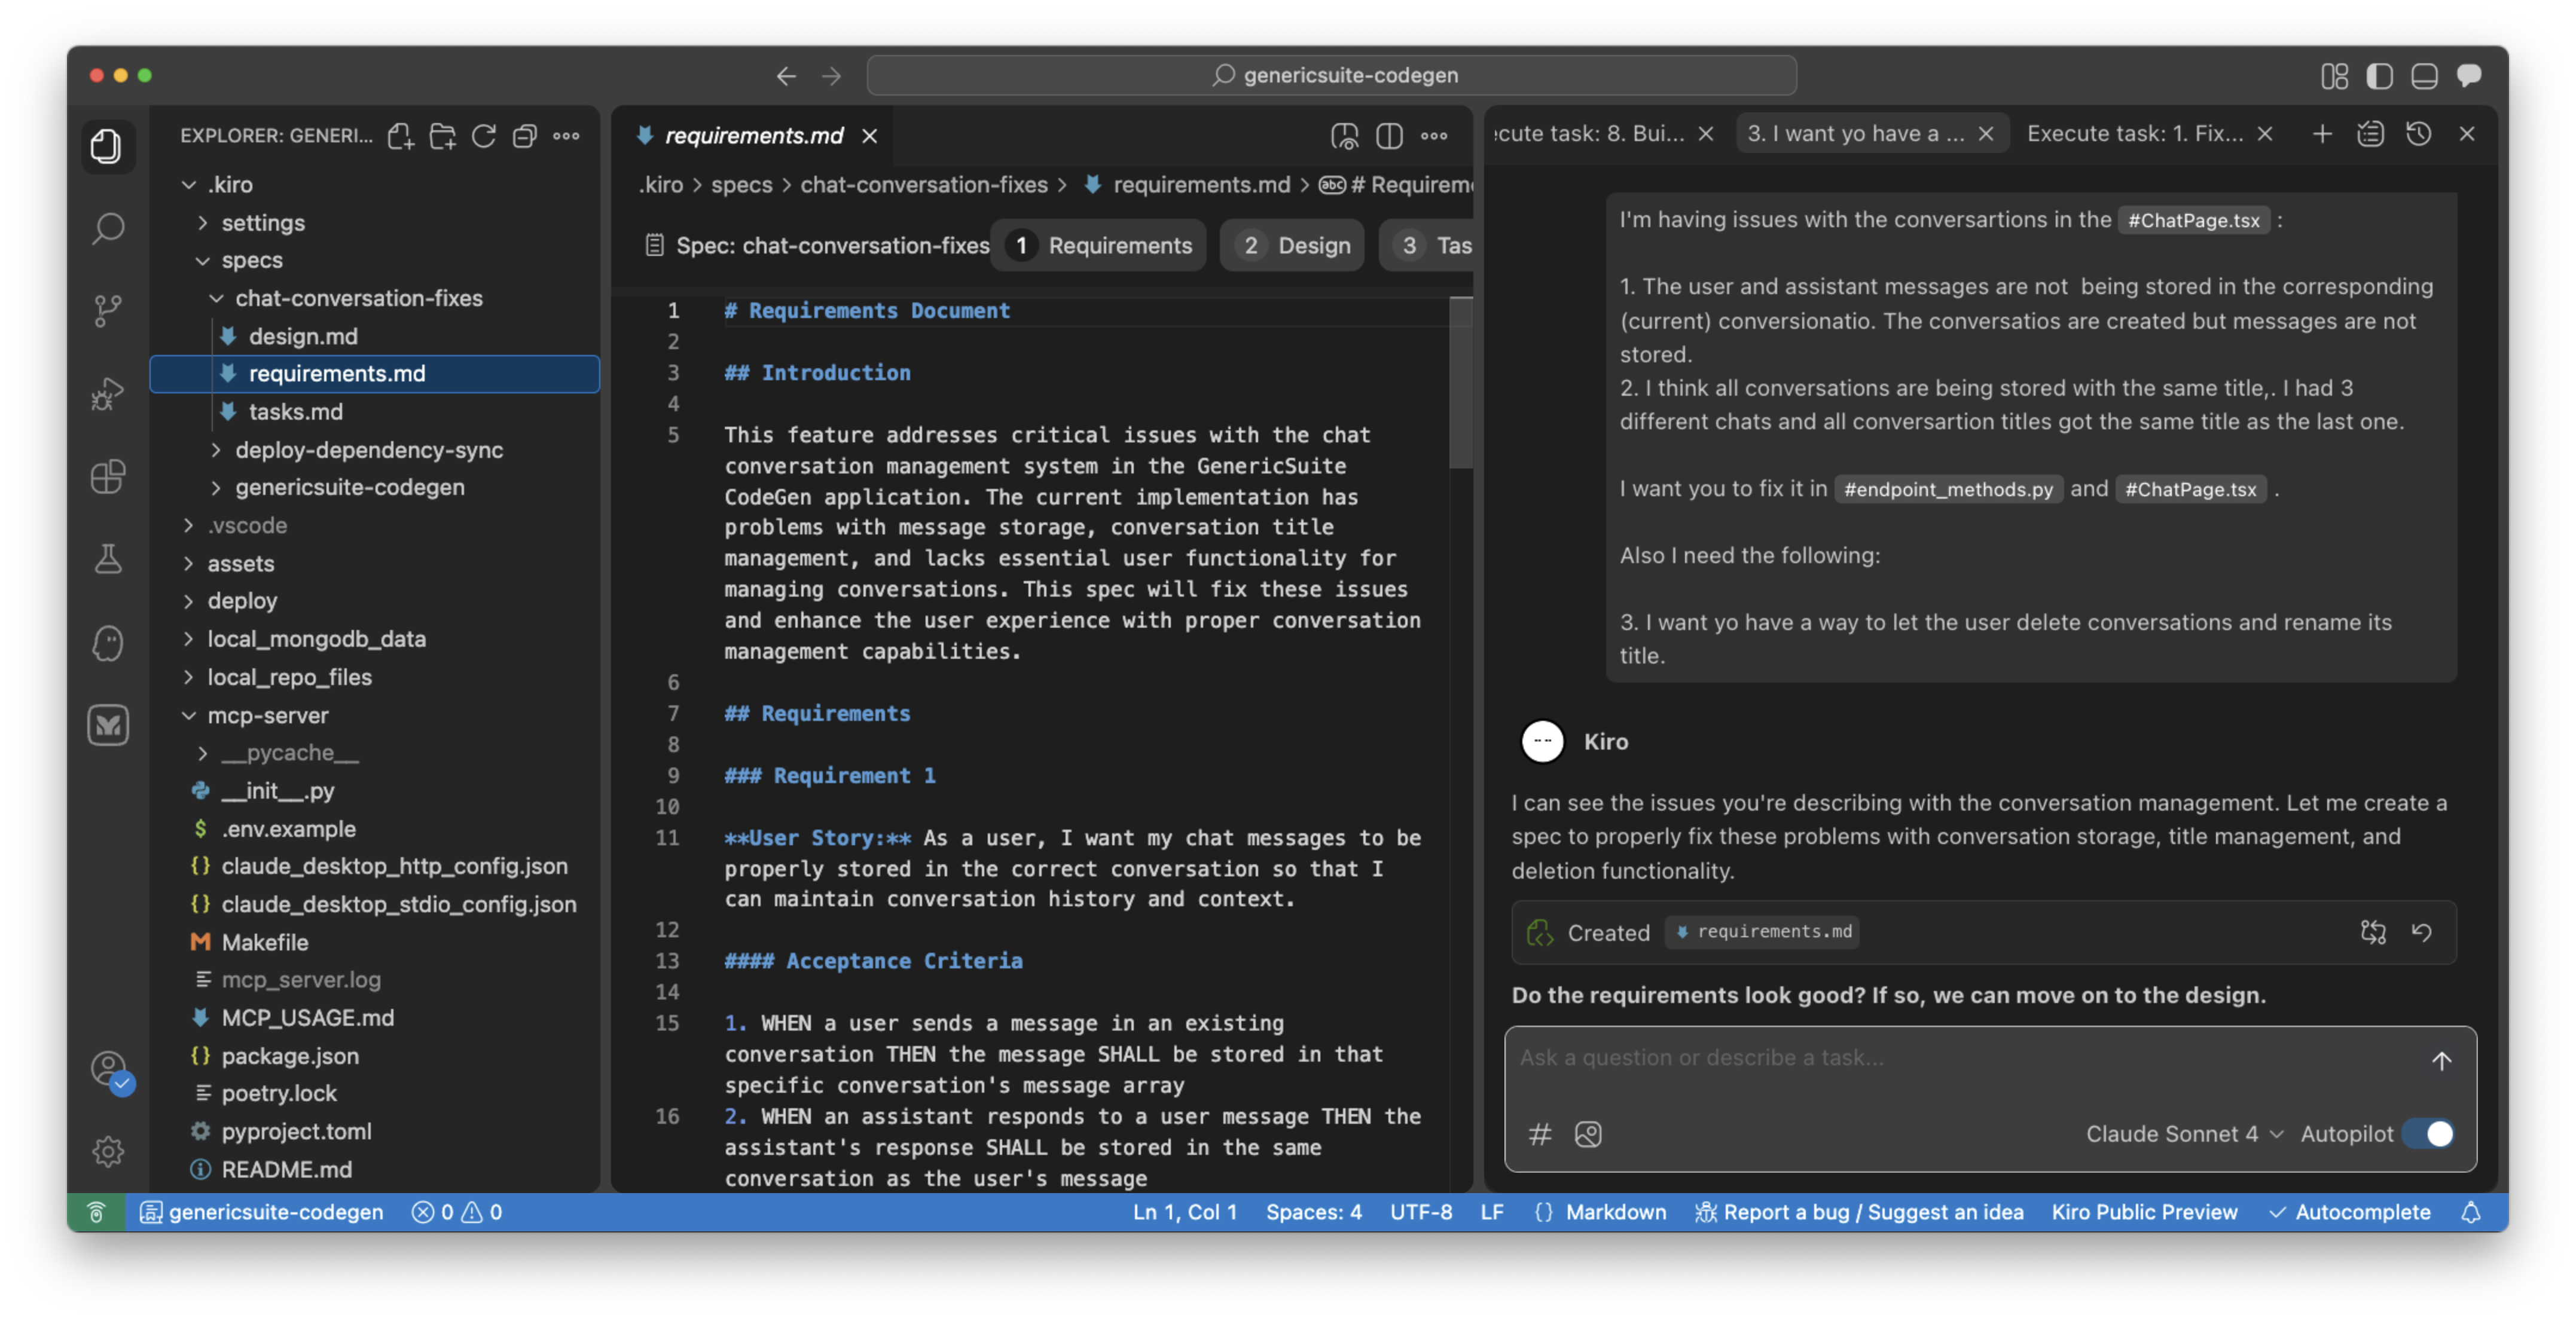 genericsuite-codegen
EXPLORER: GENERI...
.kiro
settings
specs
chat-conversation-fixes
design.md
requirements.md
tasks.md
deploy-dependency-sync
genericsuite-codegen
.vscode
assets
deploy
local_mongodb_data
local_repo_files
mcp-server
__pycache__
__init__.py
$ .env.example
{} claude_desktop_http_config.json
{} claude_desktop_stdio_config.json
M Makefile
mcp_server.log
MCP_USAGE.md
{} package.json
poetry.lock
pyproject.toml
README.md
requirements.md
.kiro > specs > chat-conversation-fixes > requirements.md > abc # Requirem
Spec: chat-conversation-fixes 1 Requirements 2 Design 3 Tas
1 # Requirements Document
2
3 ## Introduction
4
5 This feature addresses critical issues with the chat
conversation management system in the GenericSuite
CodeGen application. The current implementation has
problems with message storage, conversation title
management, and lacks essential user functionality for
managing conversations. This spec will fix these issues
and enhance the user experience with proper conversation
management capabilities.
6
7 ## Requirements
8
9 ### Requirement 1
10
11 **User Story:** As a user, I want my chat messages to be
properly stored in the correct conversation so that I
can maintain conversation history and context.
12
13 #### Acceptance Criteria
14
15 1. WHEN a user sends a message in an existing
conversation THEN the message SHALL be stored in that
specific conversation's message array
16 2. WHEN an assistant responds to a user message THEN the
assistant's response SHALL be stored in the same
conversation as the user's message
cute task: 8. Bui... 3. I want yo have a ... Execute task: 1. Fix...
I'm having issues with the conversartions in the #ChatPage.tsx :
1. The user and assistant messages are not being stored in the corresponding
(current) conversionatio. The conversatios are created but messages are not
stored.
2. I think all conversations are being stored with the same title,. I had 3
different chats and all conversartion titles got the same title as the last one.
I want you to fix it in #endpoint_methods.py and #ChatPage.tsx .
Also I need the following:
3. I want yo have a way to let the user delete conversations and rename its
title.
Kiro
I can see the issues you're describing with the conversation management. Let me create a
spec to properly fix these problems with conversation storage, title management, and
deletion functionality.
Created requirements.md
Do the requirements look good? If so, we can move on to the design.
Ask a question or describe a task...
# Claude Sonnet 4 Autopilot
genericsuite-codegen 0 0 Ln 1, Col 1 Spaces: 4 UTF-8 LF {} Markdown Report a bug / Suggest an idea Kiro Public Preview Autocomplete